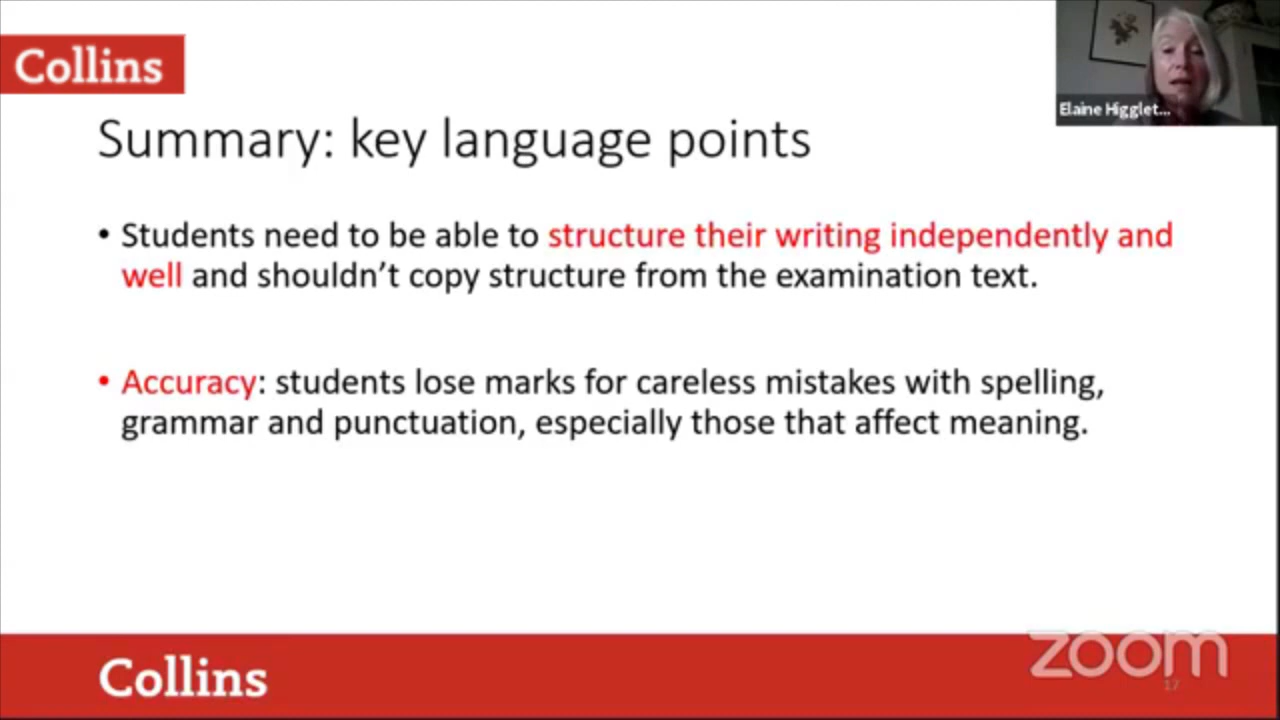 Collins
Elaine Higglet...
Summary: key language points
• Students need to be able to structure their writing independently and
well and shouldn’t copy structure from the examination text.
• Accuracy: students lose marks for careless mistakes with spelling,
grammar and punctuation, especially those that affect meaning.
Collins
zoom
17